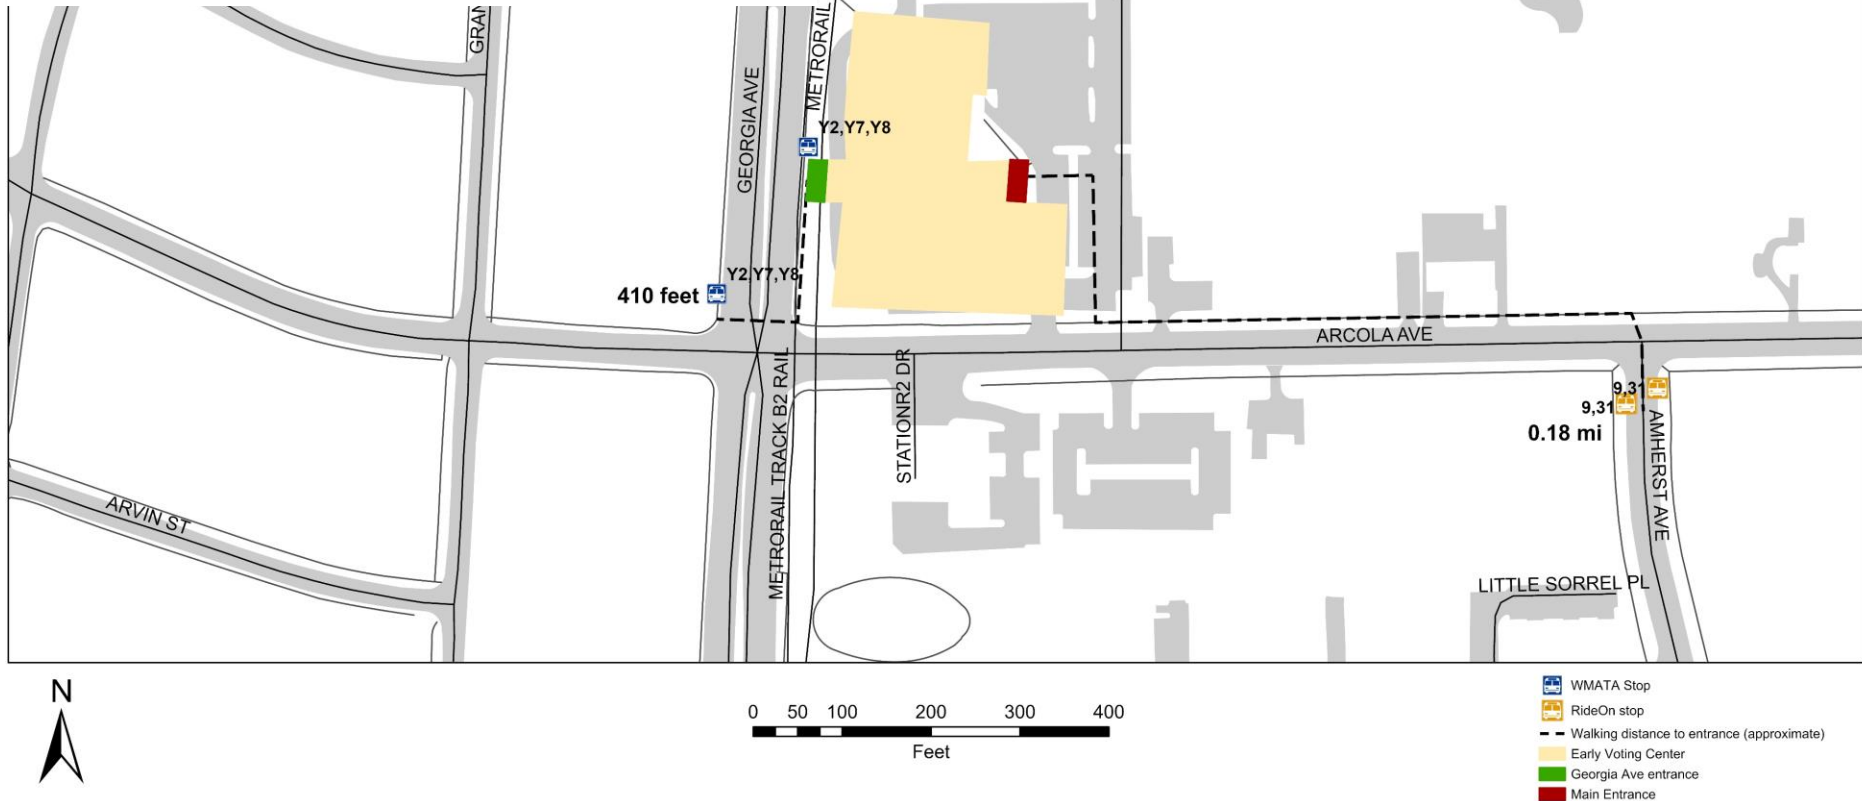 GRAN
GEORGIA AVE
METRORAIL
Y2,Y7,Y8
Y2,Y7,Y8
410 feet
ARCOLA AVE
METRORAIL TRACK B2 RAIL
STATIONR2 DR
9,31
9,31
0.18 mi
AMHERST AVE
ARVIN ST
LITTLE SORREL PL
N
0 50 100 200 300 400
Feet
WMATA Stop
RideOn stop
Walking distance to entrance (approximate)
Early Voting Center
Georgia Ave entrance
Main Entrance